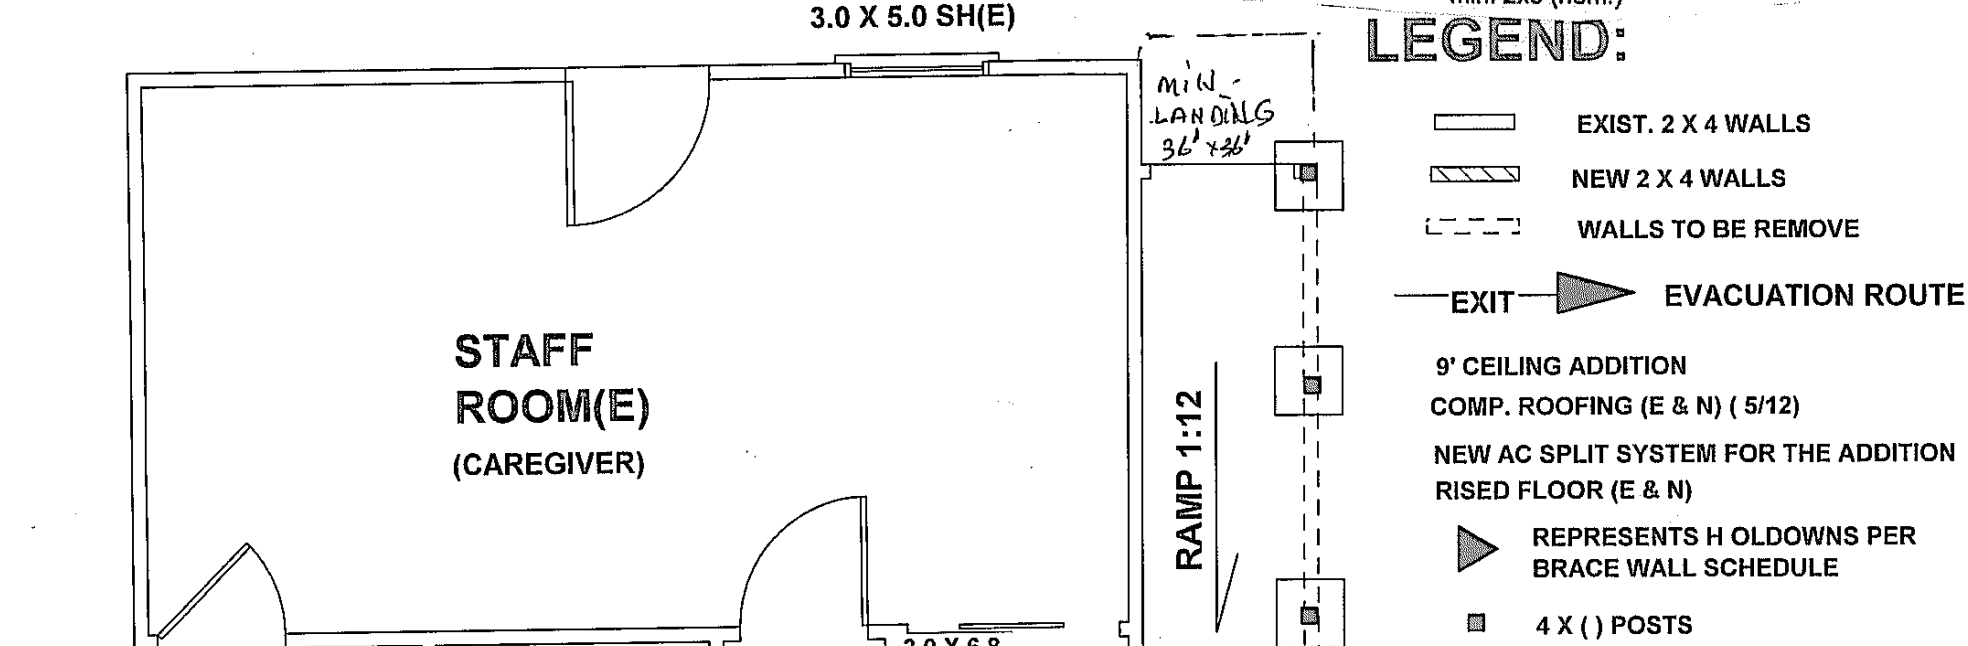 3.0 X 5.0 SH(E)
LEGEND:
MIN -
LANDING
36' x 36'
EXIST. 2 X 4 WALLS
NEW 2 X 4 WALLS
WALLS TO BE REMOVE
EXIT
EVACUATION ROUTE
STAFF
ROOM(E)
(CAREGIVER)
RAMP 1:12
9' CEILING ADDITION
COMP. ROOFING (E & N) ( 5/12)
NEW AC SPLIT SYSTEM FOR THE ADDITION
RISED FLOOR (E & N)
REPRESENTS H OLDOWNS PER
BRACE WALL SCHEDULE
4 X ( ) POSTS